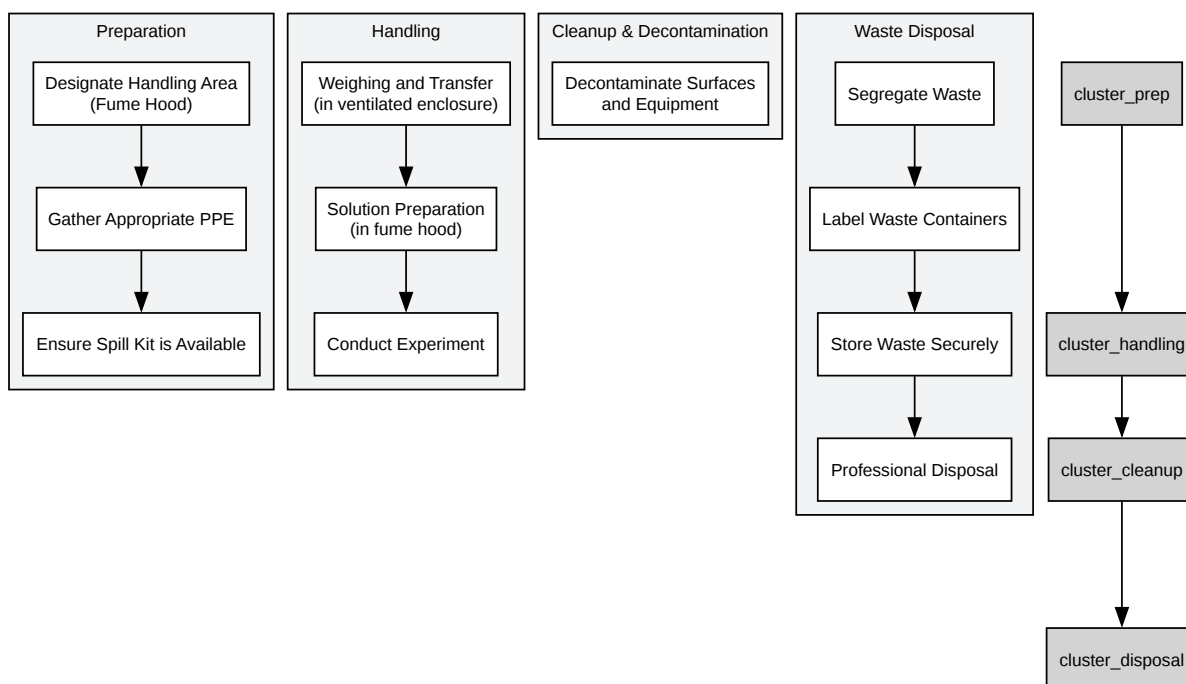 Preparation
Designate Handling Area
(Fume Hood)
Gather Appropriate PPE
Ensure Spill Kit is Available
Handling
Weighing and Transfer
(in ventilated enclosure)
Solution Preparation
(in fume hood)
Conduct Experiment
Cleanup & Decontamination
Decontaminate Surfaces
and Equipment
Waste Disposal
Segregate Waste
Label Waste Containers
Store Waste Securely
Professional Disposal
cluster_prep
cluster_handling
cluster_cleanup
cluster_disposal